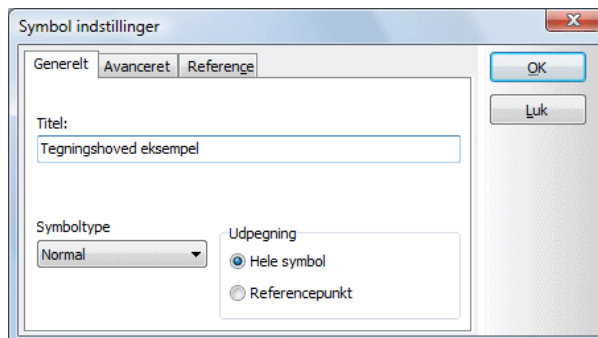 Symbol indstillinger
Generelt Avanceret Reference
OK
Luk
Titel:
Tegningshoved eksempel
Symboltype
Normal
Udpegning
Hele symbol
Referencepunkt